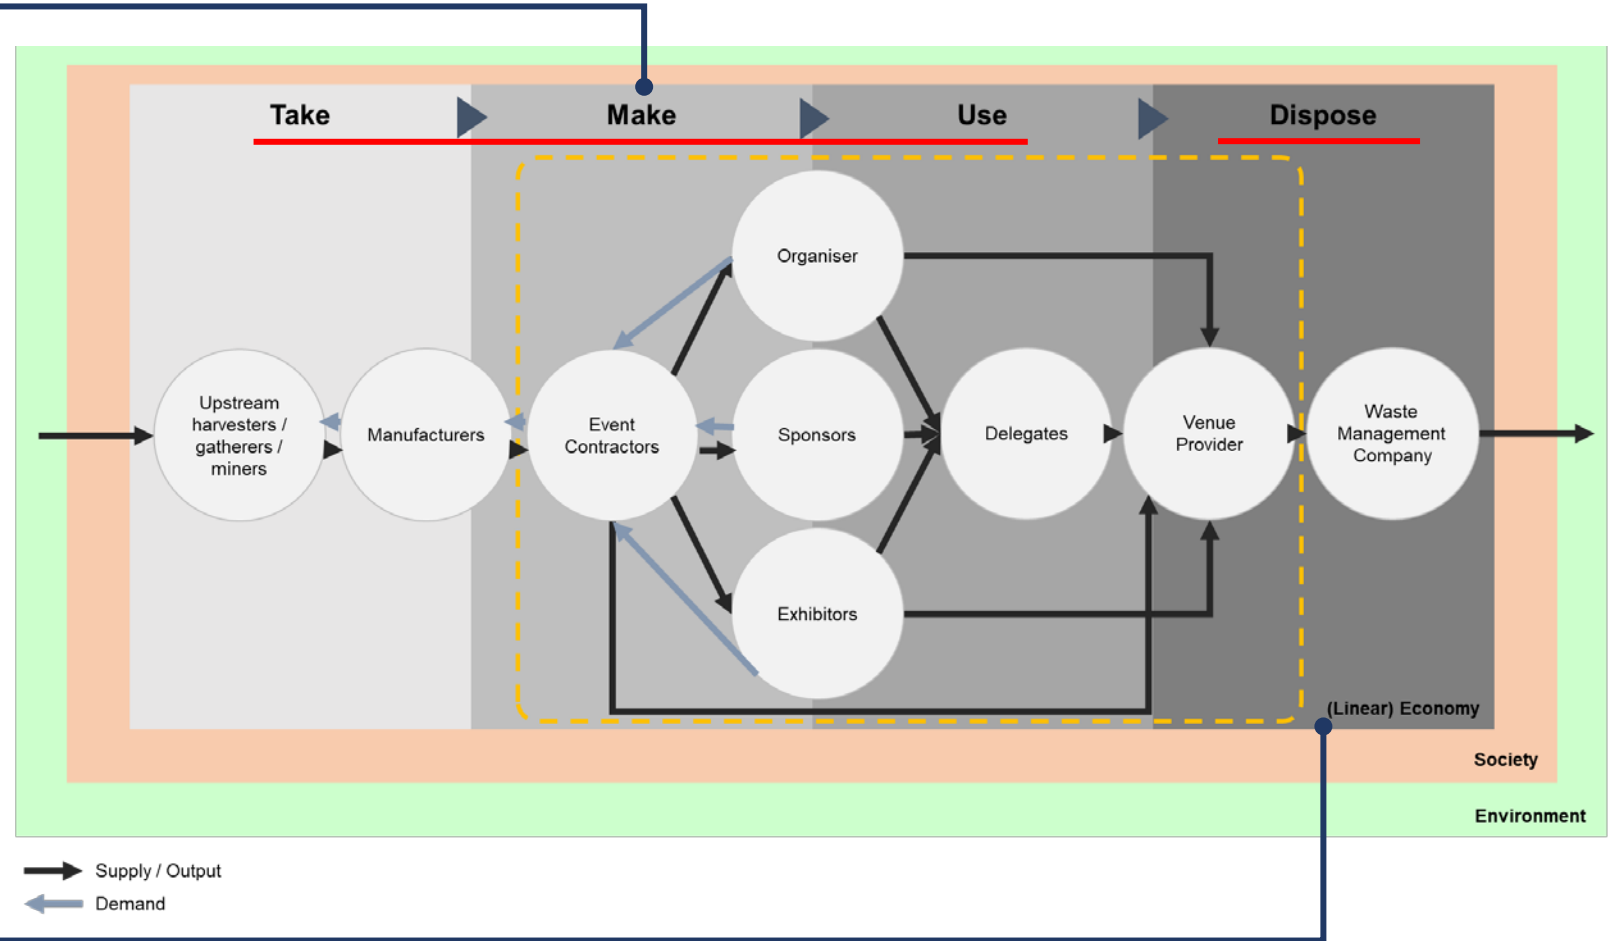 Take
Make
Use
Dispose
Organiser
Upstream
harvesters /
gatherers /
miners
Manufacturers
Event
Contractors
Sponsors
Delegates
Venue
Provider
Waste
Management
Company
Exhibitors
(Linear) Economy
Society
Environment
Supply / Output
Demand